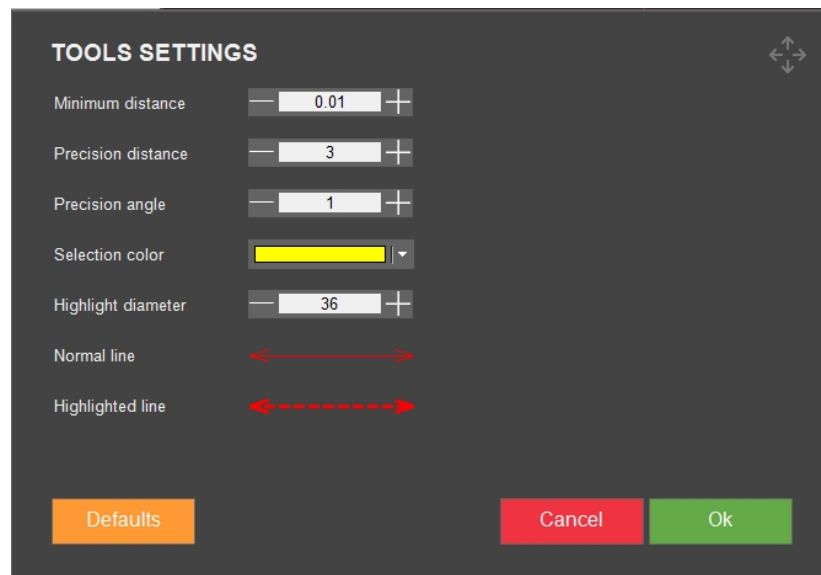 TOOLS SETTINGS
Minimum distance 0.01
Precision distance 3
Precision angle 1
Selection color
Highlight diameter 36
Normal line
Highlighted line
Defaults Cancel Ok